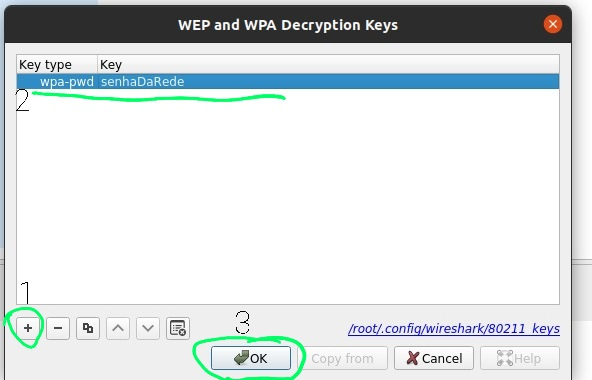 WEP and WPA Decryption Keys
Key type Key
wpa-pwd senhaDaRede
2
1
3
/root/.config/wireshark/80211_keys
OK Copy from Cancel Help